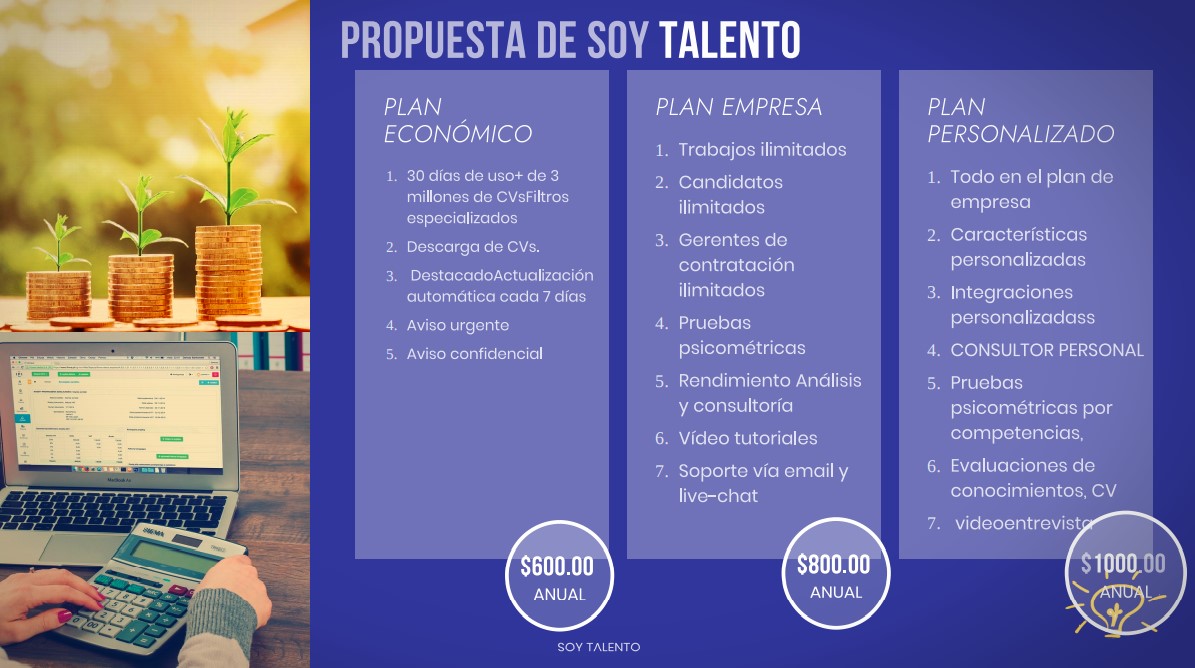 PROPUESTA DE SOY TALENTO
PLAN
ECONÓMICO
1. 30 días de uso+ de 3
millones de CVsFiltros
especializados
2. Descarga de CVs.
3. DestacadoActualización
automática cada 7 días
4. Aviso urgente
5. Aviso confidencial
$600.00
ANUAL
PLAN EMPRESA
1. Trabajos ilimitados
2. Candidatos
ilimitados
3. Gerentes de
contratación
ilimitados
4. Pruebas
psicométricas
5. Rendimiento Análisis
y consultoría
6. Vídeo tutoriales
7. Soporte vía email y
live-chat
$800.00
ANUAL
PLAN
PERSONALIZADO
1. Todo en el plan de
empresa
2. Características
personalizadas
3. Integraciones
personalizadass
4. CONSULTOR PERSONAL
5. Pruebas
psicométricas por
competencias,
6. Evaluaciones de
conocimientos, CV
7. videoentrevista
$1000.00
ANUAL
SOY TALENTO
MacBook Air